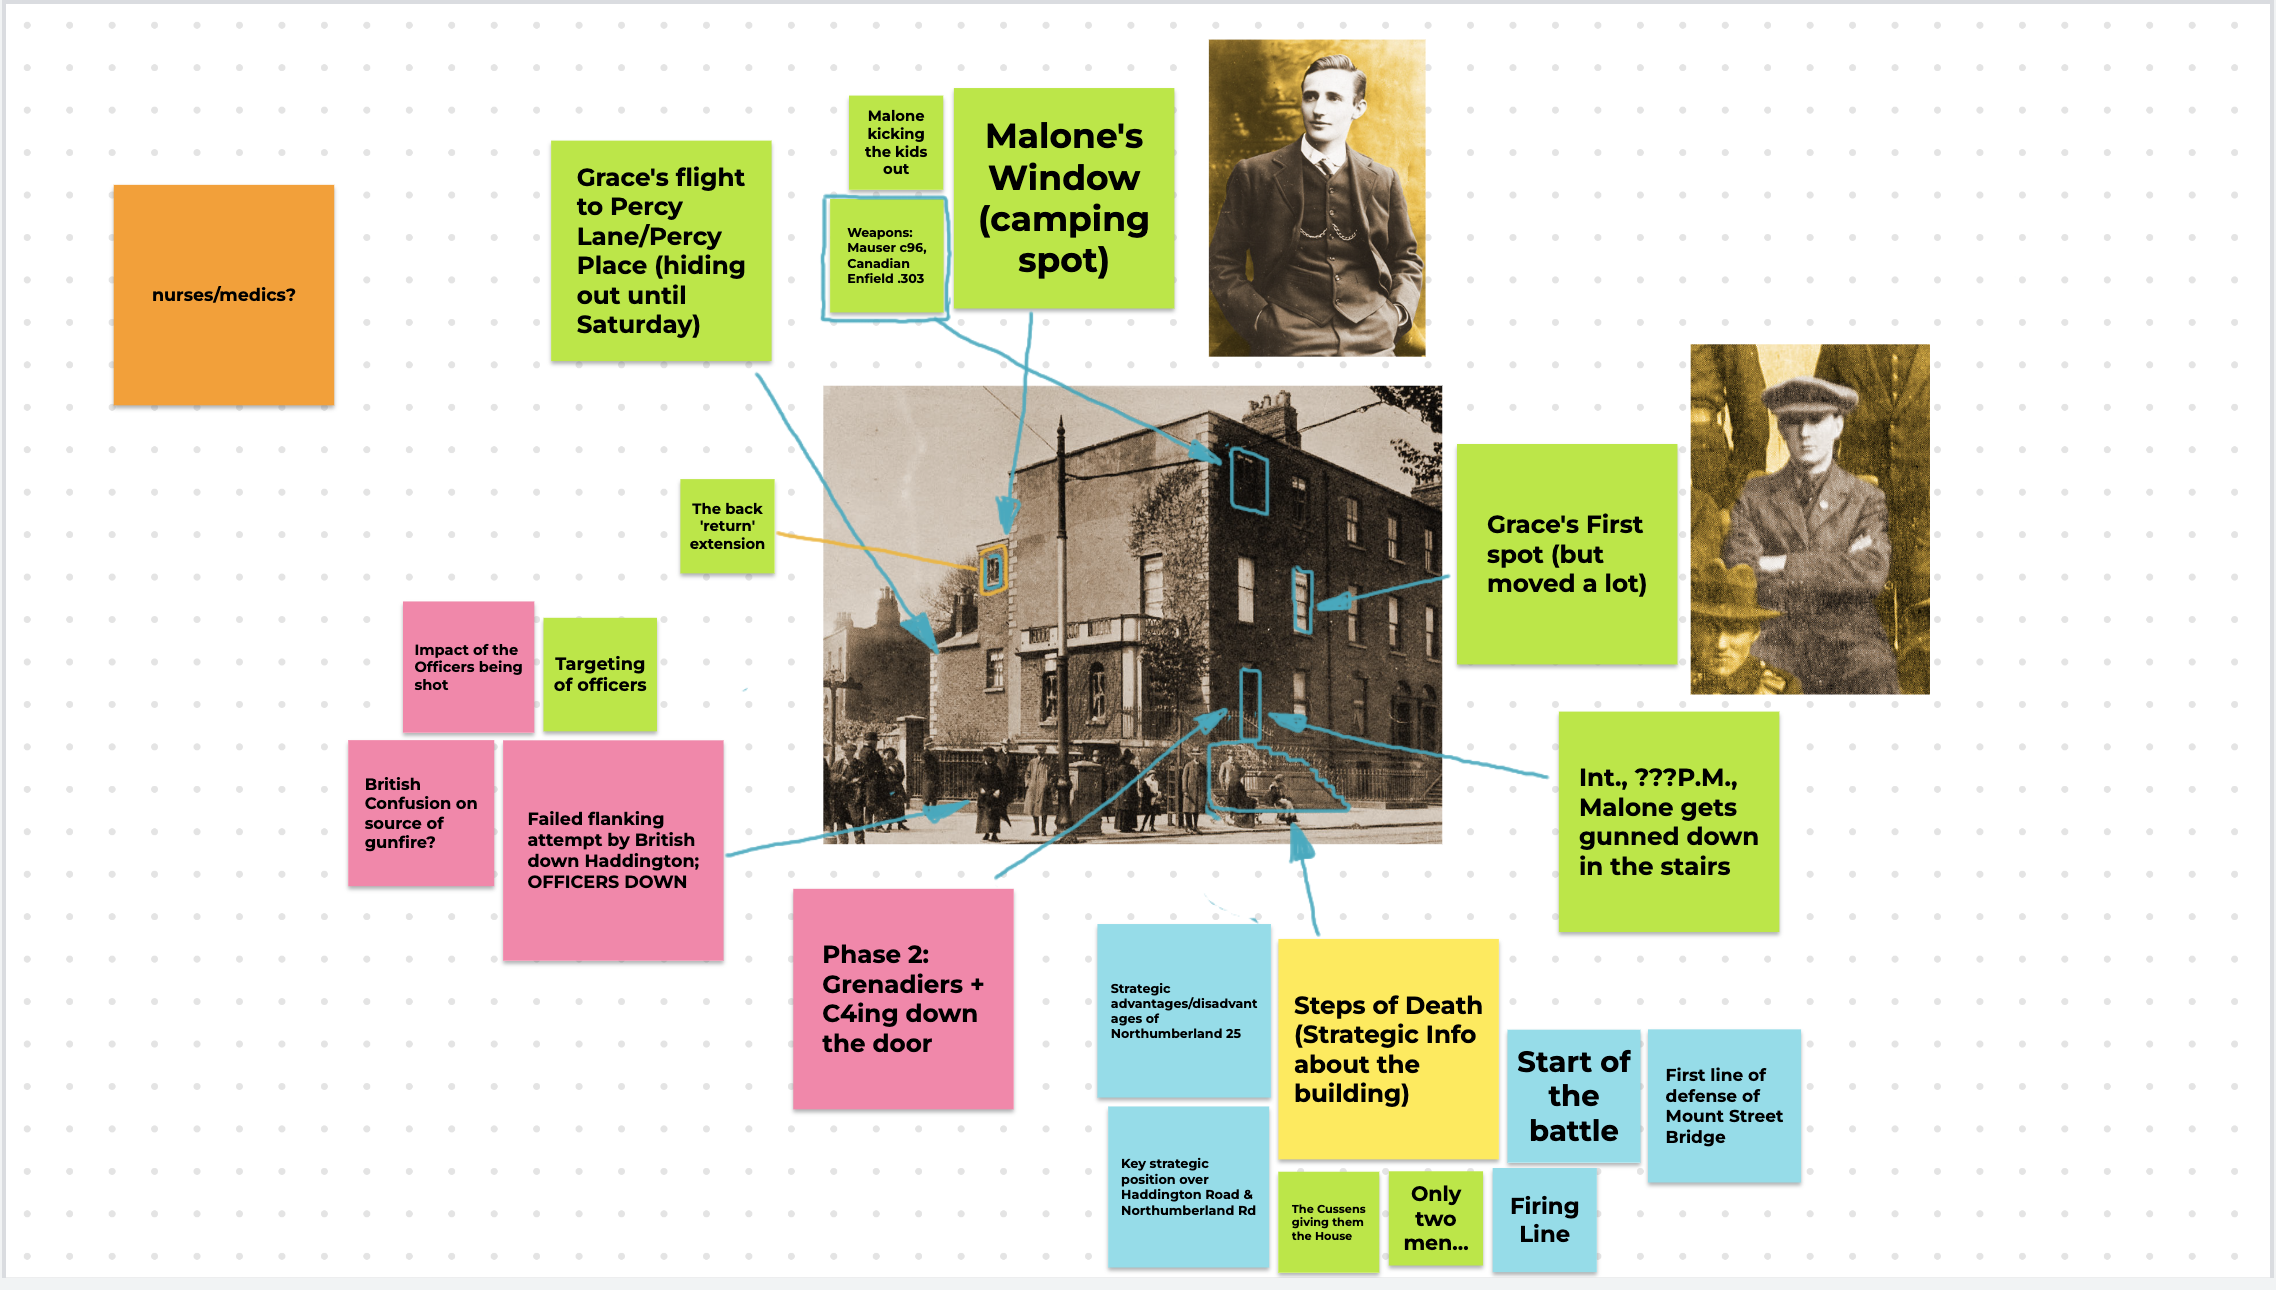 nurses/medics?
Grace's flight
to Percy
Lane/Percy
Place (hiding
out until
Saturday)
Malone
kicking
the kids
out
Weapons:
Mauser c96,
Canadian
Enfield .303
Malone's
Window
(camping
spot)
The back
'return'
extension
Grace's First
spot (but
moved a lot)
Impact of the
Officers being
shot
Targeting
of officers
British
Confusion on
source of
gunfire?
Failed flanking
attempt by British
down Haddington;
OFFICERS DOWN
Int., ???P.M.,
Malone gets
gunned down
in the stairs
Phase 2:
Grenadiers +
C4ing down
the door
Strategic
advantages/disadvant
ages of
Northumberland 25
Steps of Death
(Strategic Info
about the
building)
Start of
the
battle
First line of
defense of
Mount Street
Bridge
Key strategic
position over
Haddington Road &
Northumberland Rd
The Cussens
giving them
the House
Only
two
men...
Firing
Line